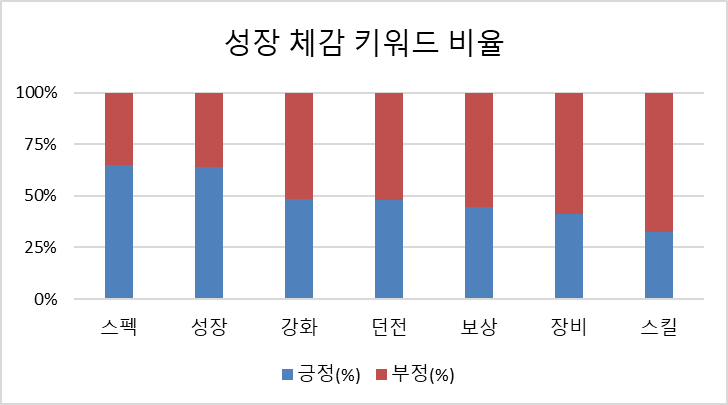 성장 체감 키워드 비율
100%
75%
50%
25%
0%
스펙 성장 강화 던전 보상 장비 스킬
긍정(%) 부정(%)